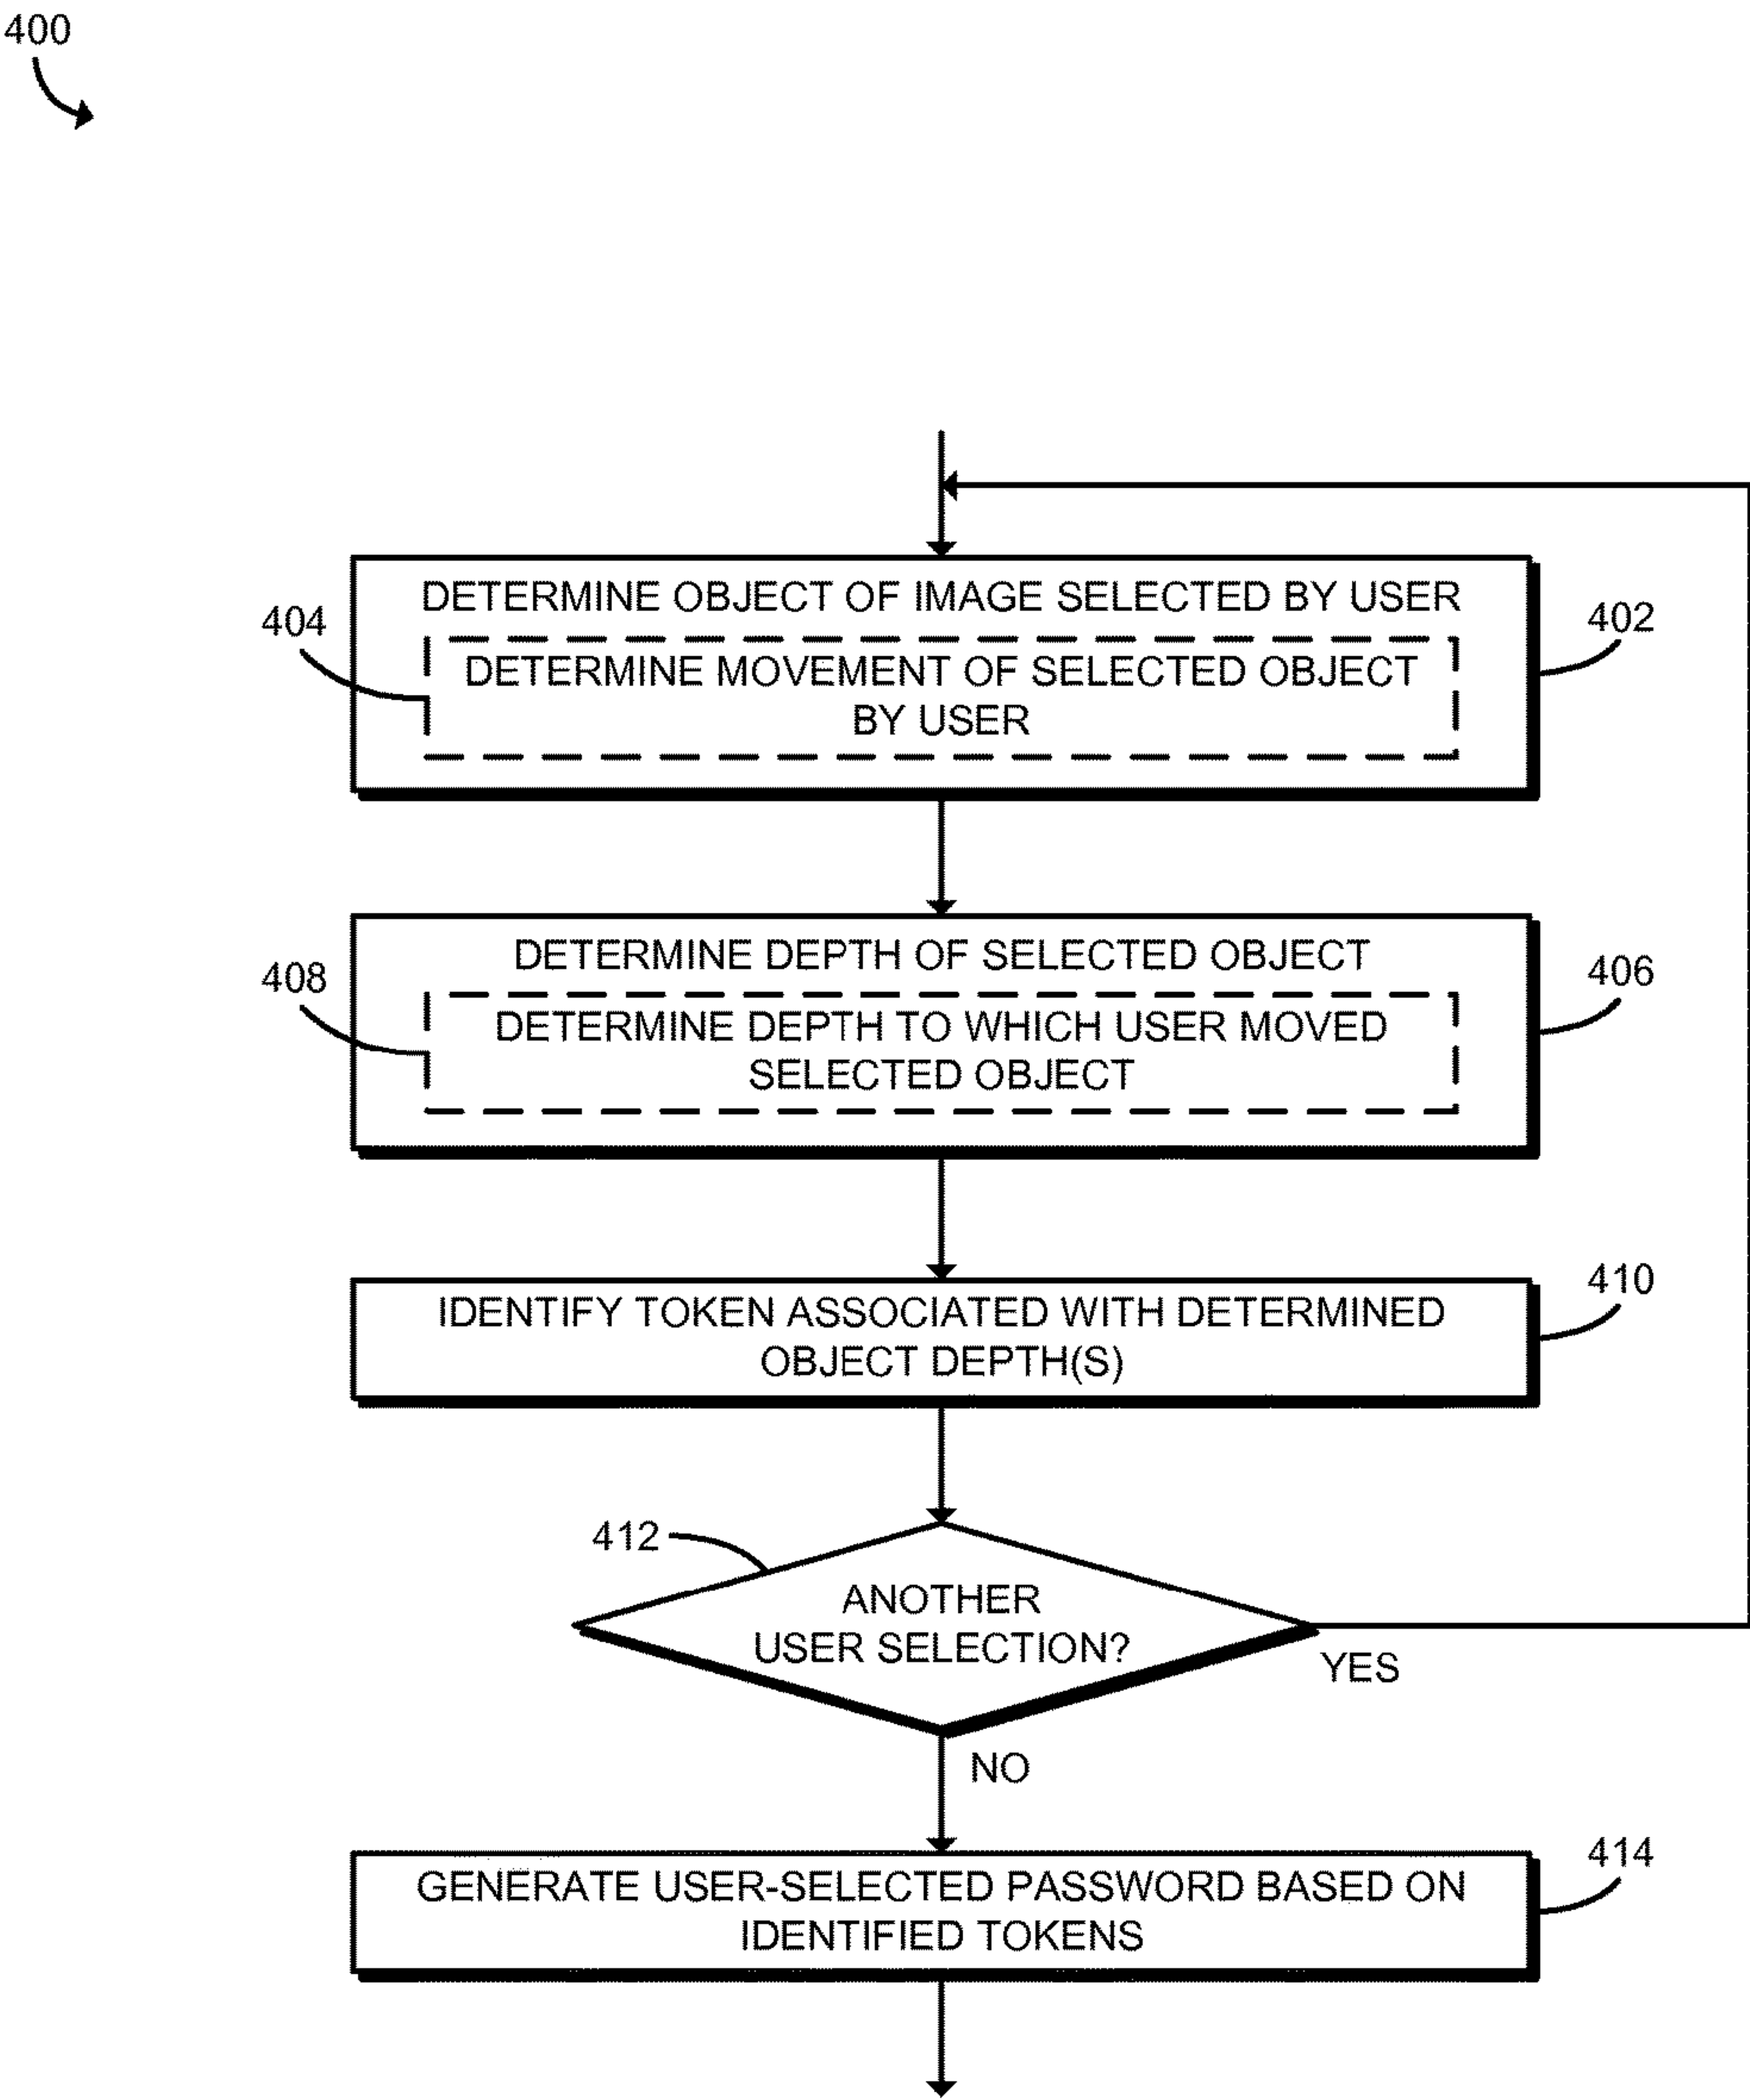 400
DETERMINE OBJECT OF IMAGE SELECTED BY USER
404
402
DETERMINE MOVEMENT OF SELECTED OBJECT
BY USER
DETERMINE DEPTH OF SELECTED OBJECT
408
406
DETERMINE DEPTH TO WHICH USER MOVED
SELECTED OBJECT
410
IDENTIFY TOKEN ASSOCIATED WITH DETERMINED
OBJECT DEPTH(S)
412
ANOTHER
USER SELECTION?
YES
NO
414
GENERATE USER-SELECTED PASSWORD BASED ON
IDENTIFIED TOKENS